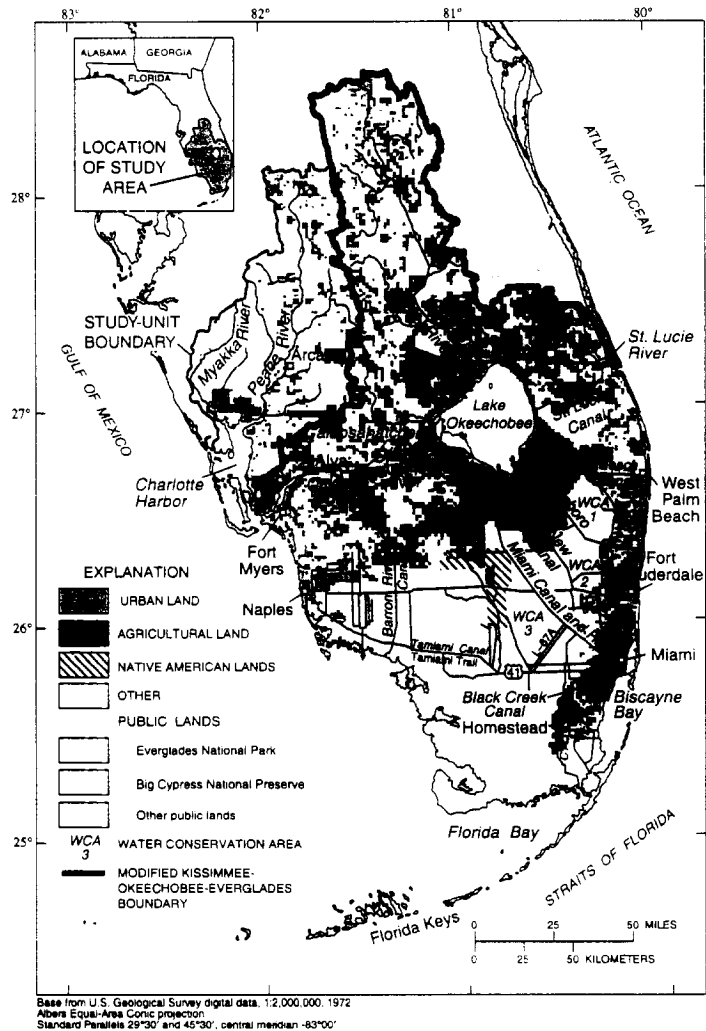 83°
82°
81°
80°
ALABAMA
GEORGIA
FLORIDA
LOCATION
OF STUDY
AREA
ATLANTIC OCEAN
28°
STUDY-UNIT
BOUNDARY
Myakka River
Peace River
St. Lucie
River
GULF OF MEXICO
Lake
Okeechobee
27°
Canal
Charlotte
Harbor
West
Palm
Beach
WCA
1
Fort
Myers
WCA
2
Fort
Miami Canal and
EXPLANATION
URBAN LAND
Naples
AGRICULTURAL LAND
WCA
3
26°
NATIVE AMERICAN LANDS
Tamiami Canal
Tamiami Trail
41
Miami
OTHER
Black Creek
Canal
Biscayne
Bay
Homestead
PUBLIC LANDS
Everglades National Park
Big Cypress National Preserve
Other public lands
25°
WCA
3
WATER CONSERVATION AREA
Florida Bay
MODIFIED KISSIMMEE-
OKEECHOBEE-EVERGLADES
BOUNDARY
STRAITS OF FLORIDA
Florida Keys
0 25 50 MILES
0 25 50 KILOMETERS
Base from U.S. Geological Survey digital data, 1:2,000,000, 1972
Albers Equal-Area Conic projection
Standard Parallels 29°30' and 45°30', central meridian -83°00'